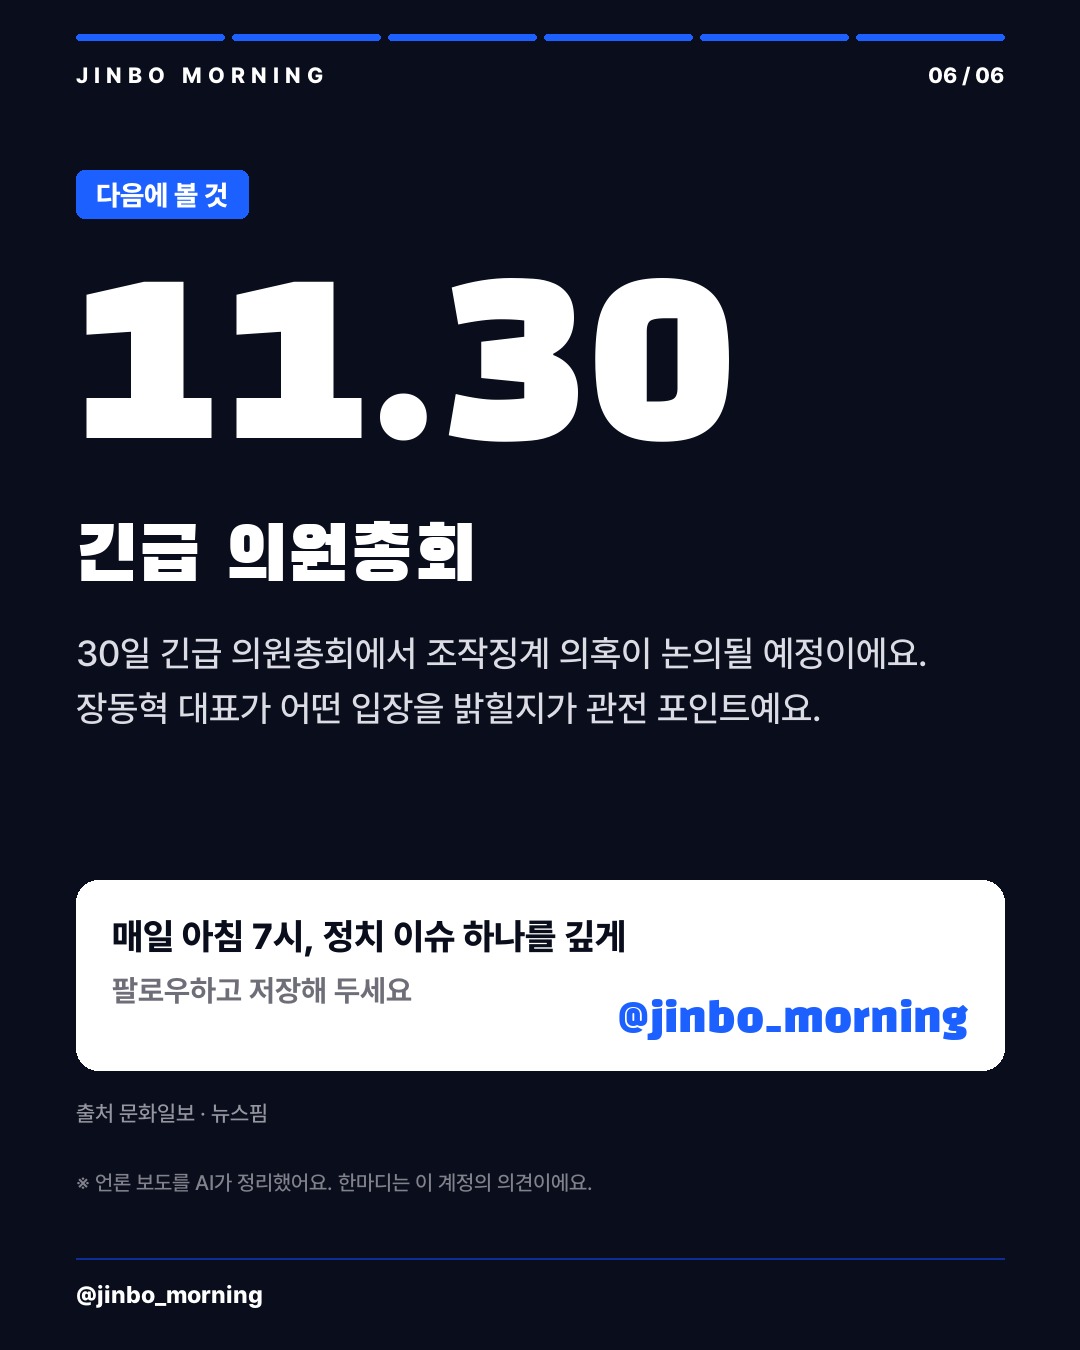 JINBO MORNING
06 / 06
다음에 볼 것
11.30
긴급 의원총회
30일 긴급 의원총회에서 조작징계 의혹이 논의될 예정이에요.
장동혁 대표가 어떤 입장을 밝힐지가 관전 포인트예요.
매일 아침 7시, 정치 이슈 하나를 깊게
팔로우하고 저장해 두세요
@jinbo_morning
출처 문화일보 · 뉴스핌
※ 언론 보도를 AI가 정리했어요. 한마디는 이 계정의 의견이에요.
@jinbo_morning